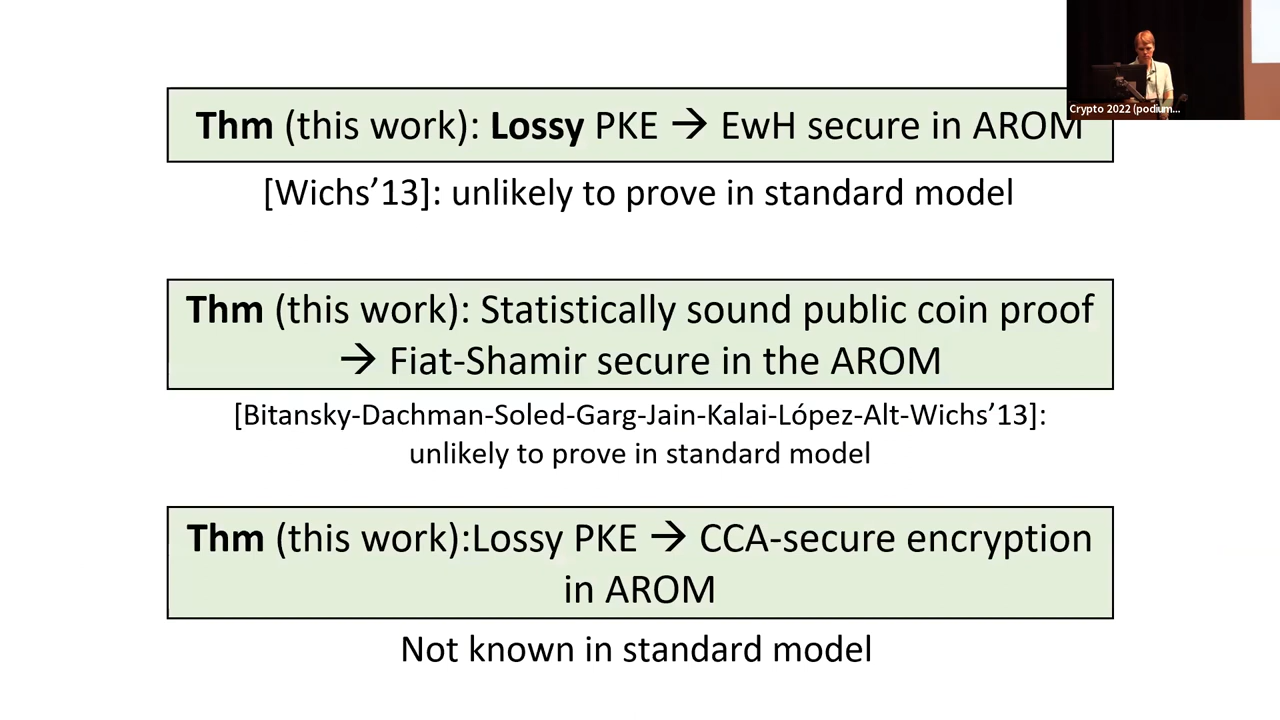 Crypto 2022 (podium...
Thm (this work): Lossy PKE → EwH secure in AROM
[Wichs’13]: unlikely to prove in standard model
Thm (this work): Statistically sound public coin proof
→ Fiat-Shamir secure in the AROM
[Bitansky-Dachman-Soled-Garg-Jain-Kalai-López-Alt-Wichs’13]:
unlikely to prove in standard model
Thm (this work):Lossy PKE → CCA-secure encryption
in AROM
Not known in standard model